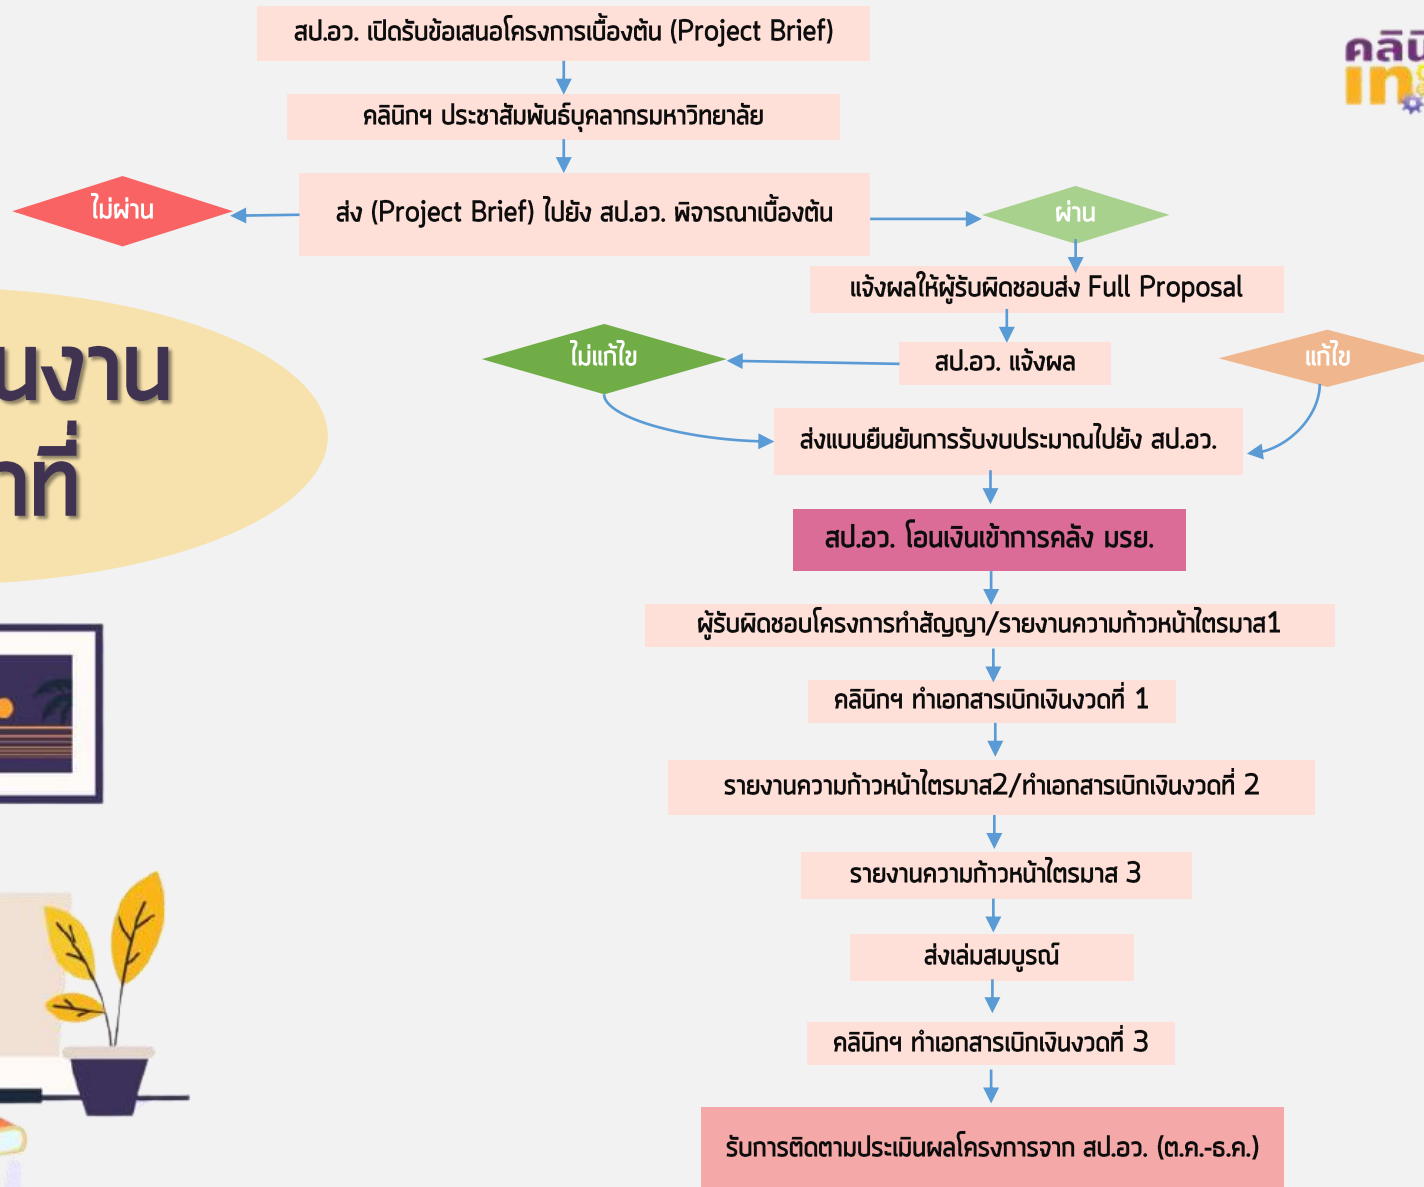 สป.อว. เปิดรับข้อเสนอโครงการเบื้องต้น (Project Brief)
คลินิกฯ ประชาสัมพันธ์บุคลากรมหาวิทยาลัย
ไม่ผ่าน
ส่ง (Project Brief) ไปยัง สป.อว. พิจารณาเบื้องต้น
ผ่าน
แจ้งผลให้ผู้รับผิดชอบส่ง Full Proposal
ไม่แก้ไข
สป.อว. แจ้งผล
แก้ไข
ส่งแบบยืนยันการรับงบประมาณไปยัง สป.อว.
สป.อว. โอนเงินเข้าการคลัง มรย.
ผู้รับผิดชอบโครงการทำสัญญา/รายงานความก้าวหน้าไตรมาส1
คลินิกฯ ทำเอกสารเบิกเงินงวดที่ 1
รายงานความก้าวหน้าไตรมาส2/ทำเอกสารเบิกเงินงวดที่ 2
รายงานความก้าวหน้าไตรมาส 3
ส่งเล่มสมบูรณ์
คลินิกฯ ทำเอกสารเบิกเงินงวดที่ 3
รับการติดตามประเมินผลโครงการจาก สป.อว. (ต.ค.-ธ.ค.)
นงาน
ที่